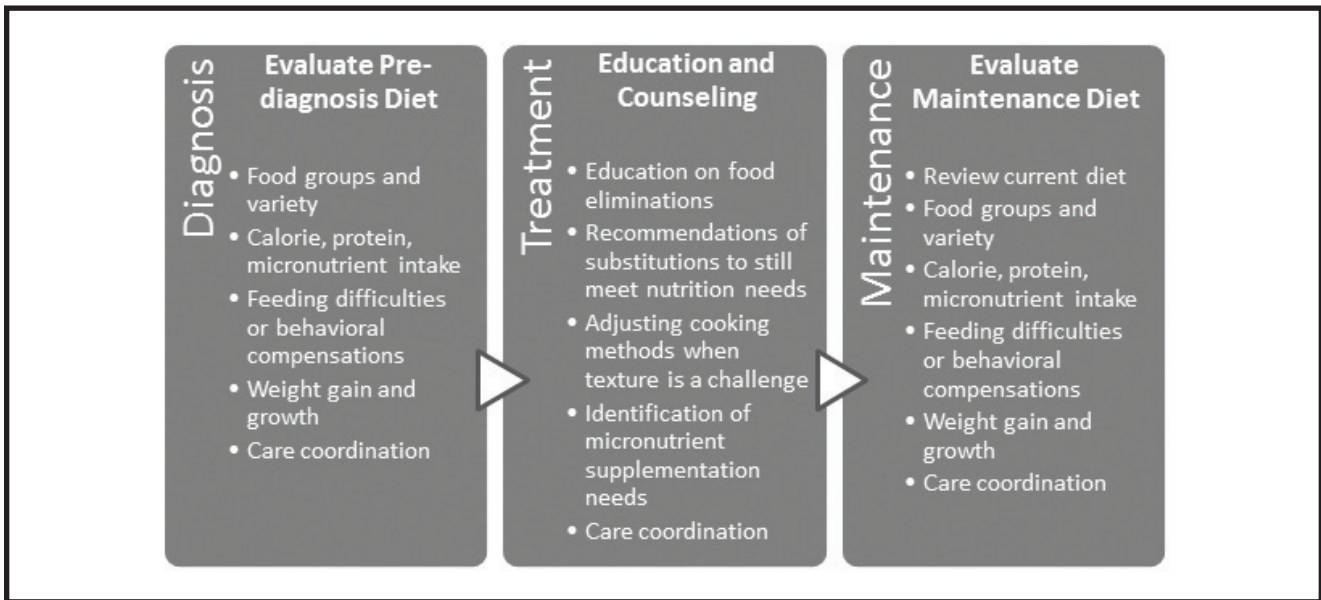 Diagnosis
Evaluate Pre-
diagnosis Diet
• Food groups and
variety
• Calorie, protein,
micronutrient intake
• Feeding difficulties
or behavioral
compensations
• Weight gain and
growth
• Care coordination
Treatment
Education and
Counseling
• Education on food
eliminations
• Recommendations of
substitutions to still
meet nutrition needs
• Adjusting cooking
methods when
texture is a challenge
• Identification of
micronutrient
supplementation
needs
• Care coordination
Maintenance
Evaluate
Maintenance Diet
• Review current diet
• Food groups and
variety
• Calorie, protein,
micronutrient intake
• Feeding difficulties
or behavioral
compensations
• Weight gain and
growth
• Care coordination